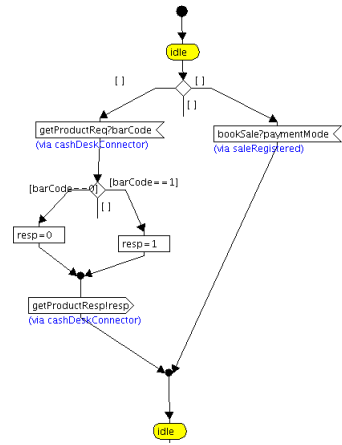 idle
[ ]
[ ]
[ ]
getProductReq?barCode
(via cashDeskConnector)
bookSale?paymentMode
(via saleRegistered)
[barCode==0]
[barCode==1]
[ ]
resp=0
resp=1
getProductResp!resp
(via cashDeskConnector)
idle